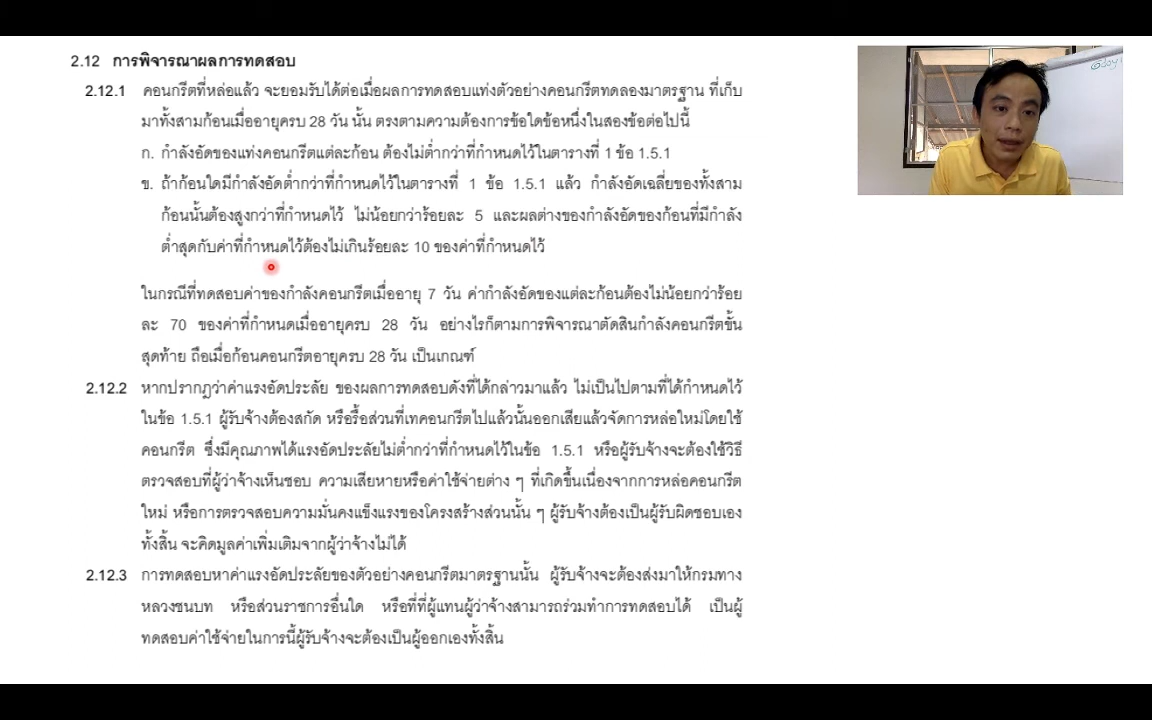 2.12 การพิจารณาผลการทดสอบ
2.12.1 คอนกรีตที่หล่อแล้ว จะยอมรับได้ต่อเมื่อผลการทดสอบแท่งตัวอย่างคอนกรีตทดลองมาตรฐาน ที่เก็บ
มาทั้งสามก้อนเมื่ออายุครบ 28 วัน นั้น ตรงตามความต้องการข้อใดข้อหนึ่งในสองข้อต่อไปนี้
ก. กำลังอัดของแท่งคอนกรีตแต่ละก้อน ต้องไม่ต่ำกว่าที่กำหนดไว้ในตารางที่ 1 ข้อ 1.5.1
ข. ถ้าก้อนใดมีกำลังอัดต่ำกว่าที่กำหนดไว้ในตารางที่ 1 ข้อ 1.5.1 แล้ว กำลังอัดเฉลี่ยของทั้งสาม
ก้อนนั้นต้องสูงกว่าที่กำหนดไว้ ไม่น้อยกว่าร้อยละ 5 และผลต่างของกำลังอัดของก้อนที่มีกำลัง
ต่ำสุดกับค่าที่กำหนดไว้ต้องไม่เกินร้อยละ 10 ของค่าที่กำหนดไว้
ในกรณีที่ทดสอบค่าของกำลังคอนกรีตเมื่ออายุ 7 วัน ค่ากำลังอัดของแต่ละก้อนต้องไม่น้อยกว่าร้อย
ละ 70 ของค่าที่กำหนดเมื่ออายุครบ 28 วัน อย่างไรก็ตามการพิจารณาตัดสินกำลังคอนกรีตขั้น
สุดท้าย ถือเมื่อก้อนคอนกรีตอายุครบ 28 วัน เป็นเกณฑ์
2.12.2 หากปรากฏว่าค่าแรงอัดประลัย ของผลการทดสอบดังที่ได้กล่าวมาแล้ว ไม่เป็นไปตามที่ได้กำหนดไว้
ในข้อ 1.5.1 ผู้รับจ้างต้องสกัด หรือรื้อส่วนที่เทคอนกรีตไปแล้วนั้นออกเสียแล้วจัดการหล่อใหม่โดยใช้
คอนกรีต ซึ่งมีคุณภาพได้แรงอัดประลัยไม่ต่ำกว่าที่กำหนดไว้ในข้อ 1.5.1 หรือผู้รับจ้างจะต้องใช้วิธี
ตรวจสอบที่ผู้ว่าจ้างเห็นชอบ ความเสียหายหรือค่าใช้จ่ายต่าง ๆ ที่เกิดขึ้นเนื่องจากการหล่อคอนกรีต
ใหม่ หรือการตรวจสอบความมั่นคงแข็งแรงของโครงสร้างส่วนนั้น ๆ ผู้รับจ้างต้องเป็นผู้รับผิดชอบเอง
ทั้งสิ้น จะคิดมูลค่าเพิ่มเติมจากผู้ว่าจ้างไม่ได้
2.12.3 การทดสอบหาค่าแรงอัดประลัยของตัวอย่างคอนกรีตมาตรฐานนั้น ผู้รับจ้างจะต้องส่งมาให้กรมทาง
หลวงชนบท หรือส่วนราชการอื่นใด หรือที่ที่ผู้แทนผู้ว่าจ้างสามารถร่วมทำการทดสอบได้ เป็นผู้
ทดสอบค่าใช้จ่ายในการนี้ผู้รับจ้างจะต้องเป็นผู้ออกเองทั้งสิ้น